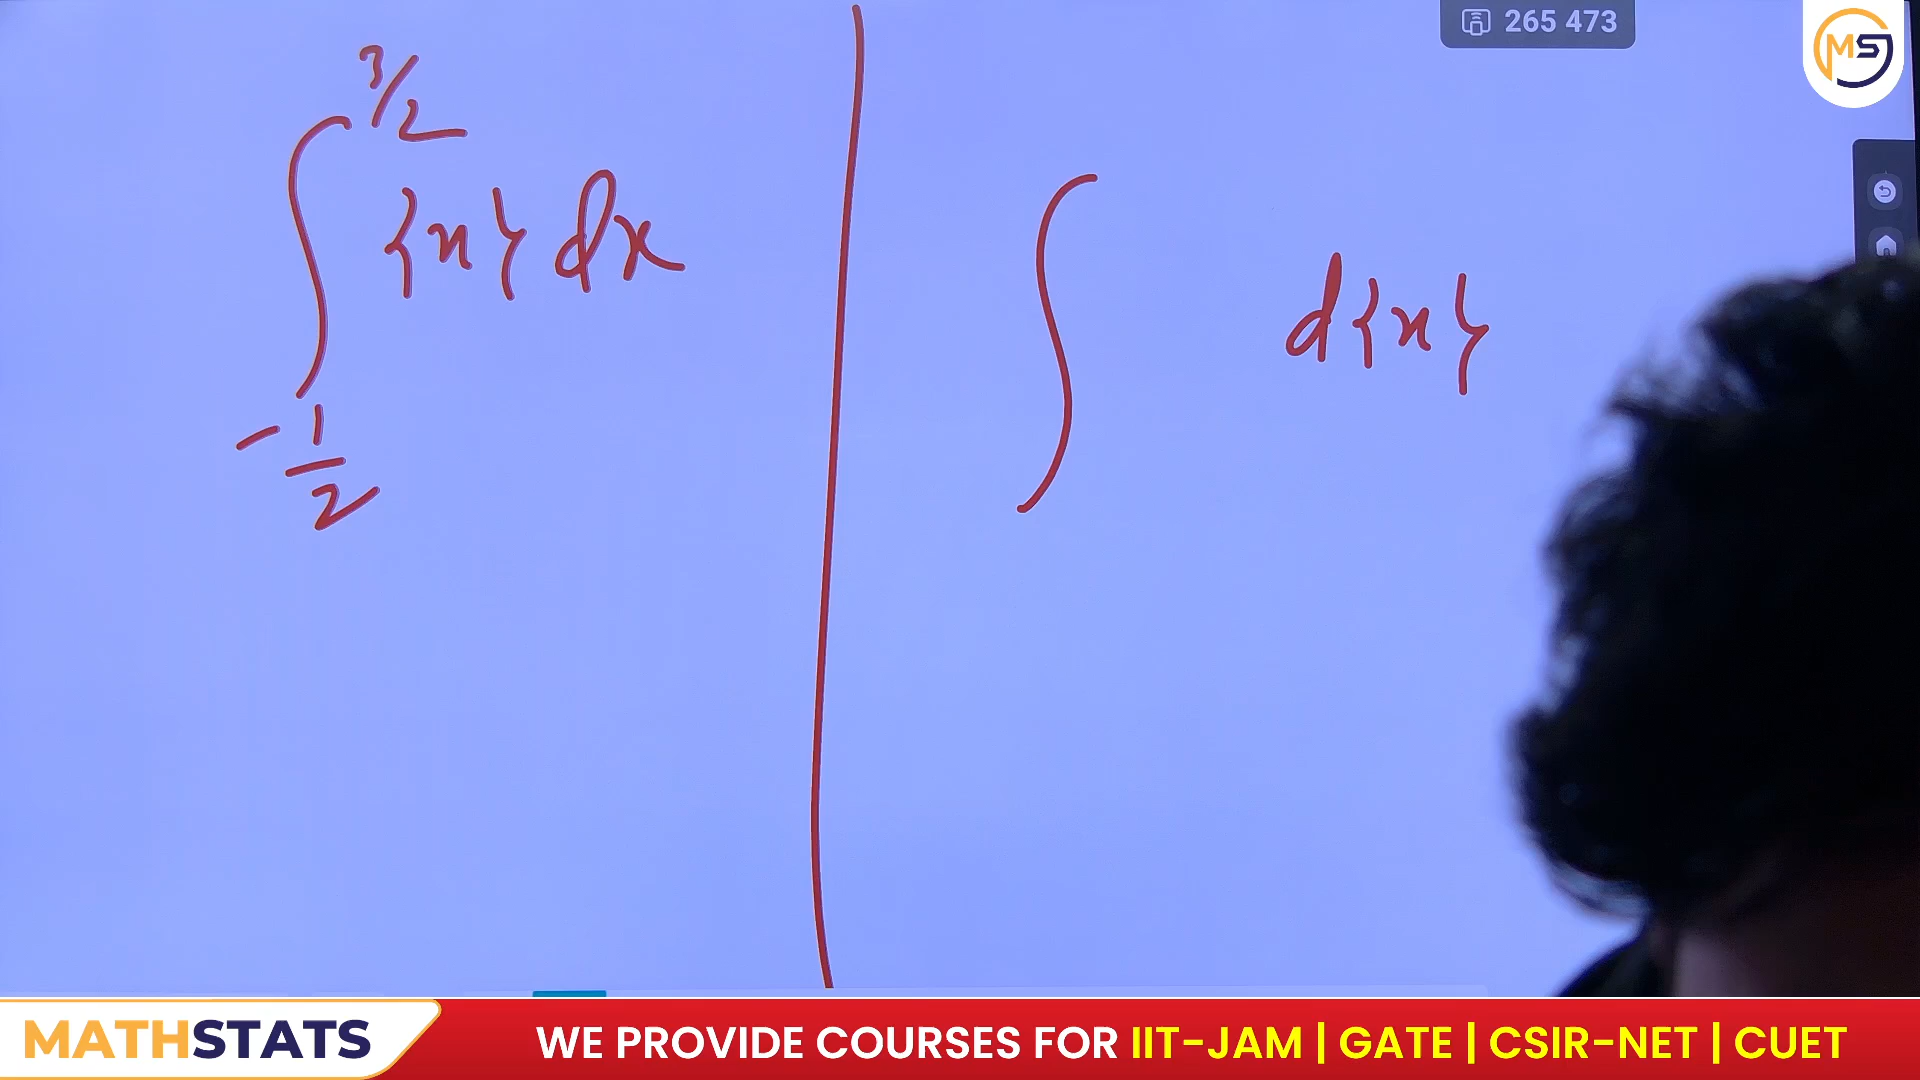 265 473
MS
∫_{-1/2}^{3/2} {x} dx
∫ d{x}
MATHSTATS
WE PROVIDE COURSES FOR IIT-JAM | GATE | CSIR-NET | CUET